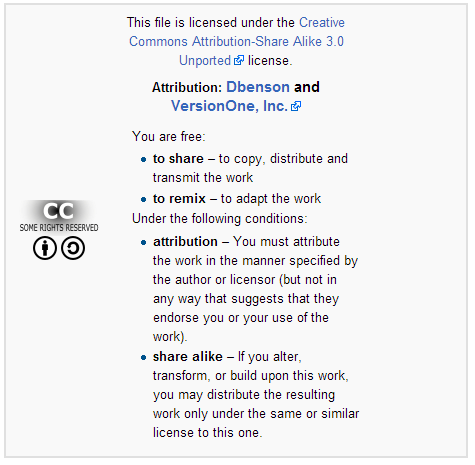 This file is licensed under the Creative
Commons Attribution-Share Alike 3.0
Unported license.
Attribution: Dbenson and
VersionOne, Inc.
You are free:
• to share – to copy, distribute and
transmit the work
• to remix – to adapt the work
Under the following conditions:
CC
SOME RIGHTS RESERVED
• attribution – You must attribute
the work in the manner specified by
the author or licensor (but not in
any way that suggests that they
endorse you or your use of the
work).
• share alike – If you alter,
transform, or build upon this work,
you may distribute the resulting
work only under the same or similar
license to this one.